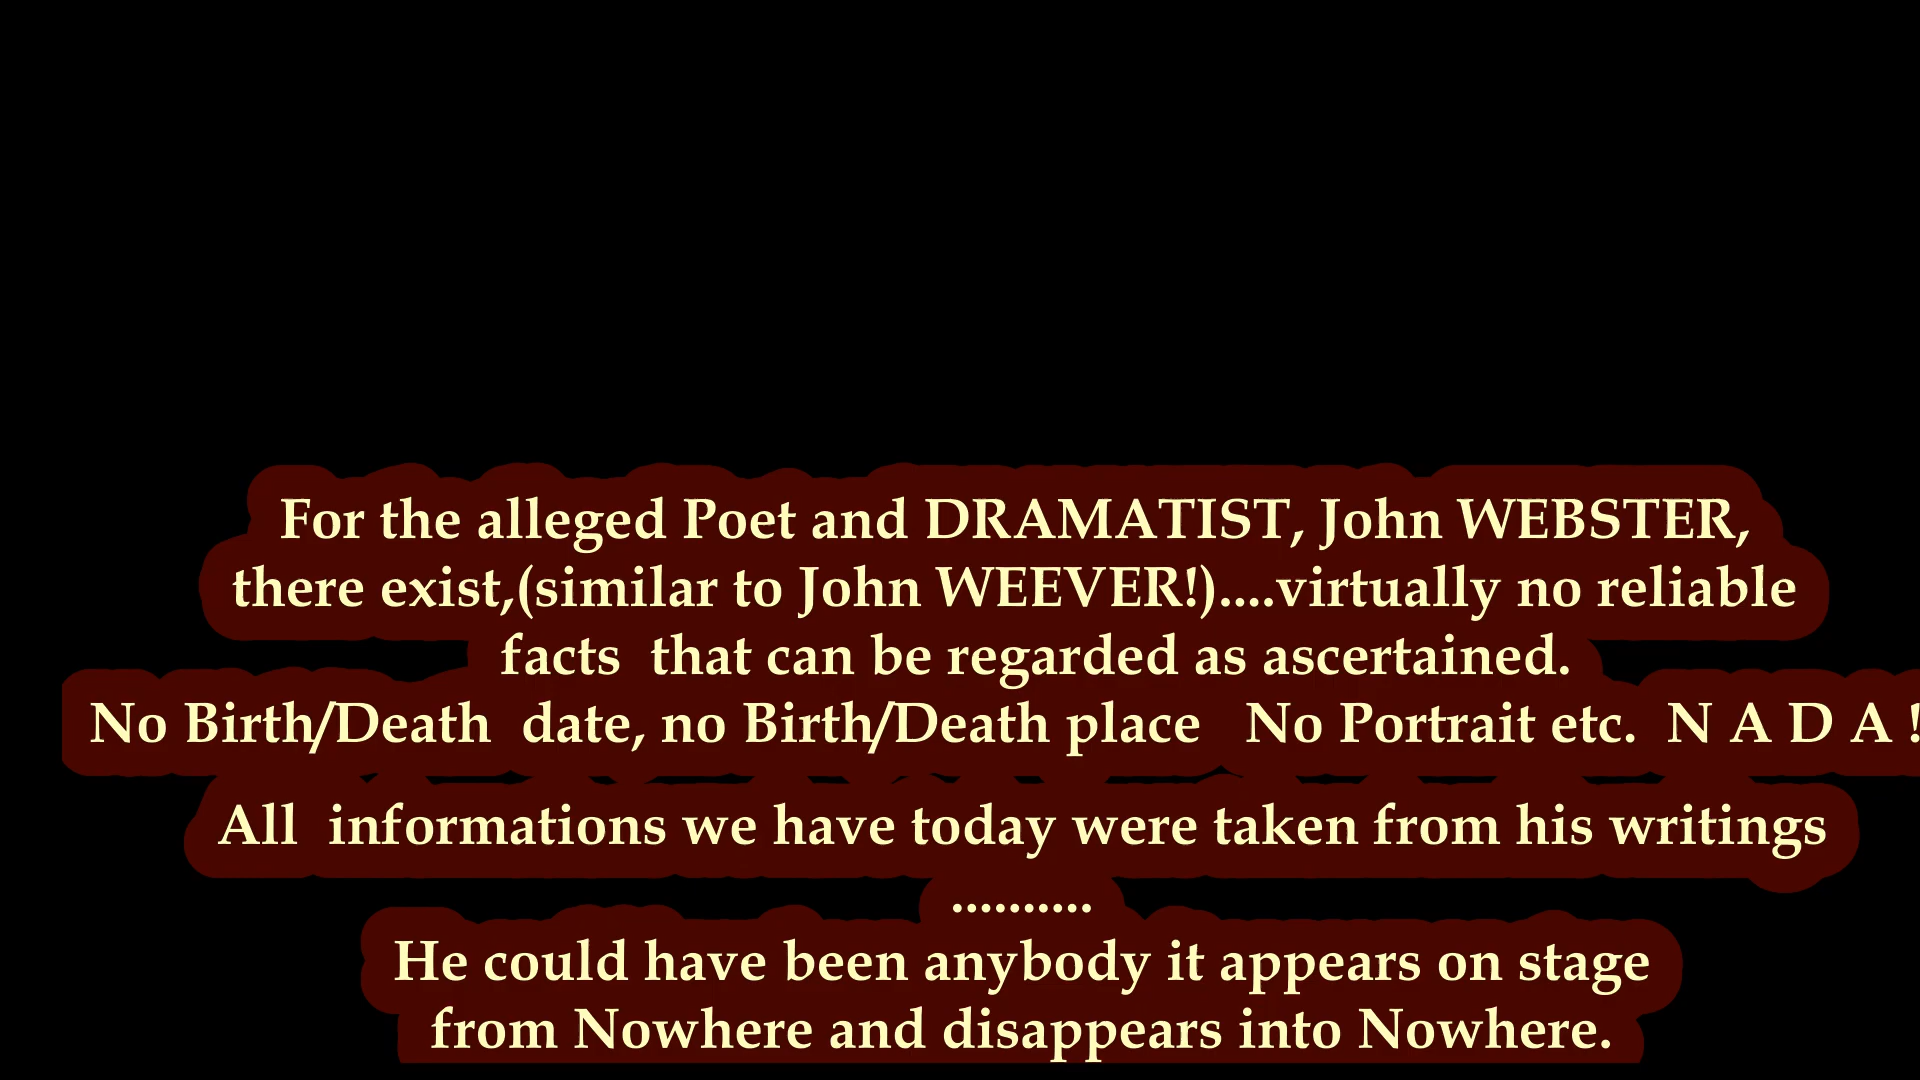 For the alleged Poet and DRAMATIST, John WEBSTER,
there exist,(similar to John WEEVER!)....virtually no reliable
facts  that can be regarded as ascertained.
No Birth/Death  date, no Birth/Death place   No Portrait etc.  N A D A !
All  informations we have today were taken from his writings
..........
He could have been anybody it appears on stage
from Nowhere and disappears into Nowhere.